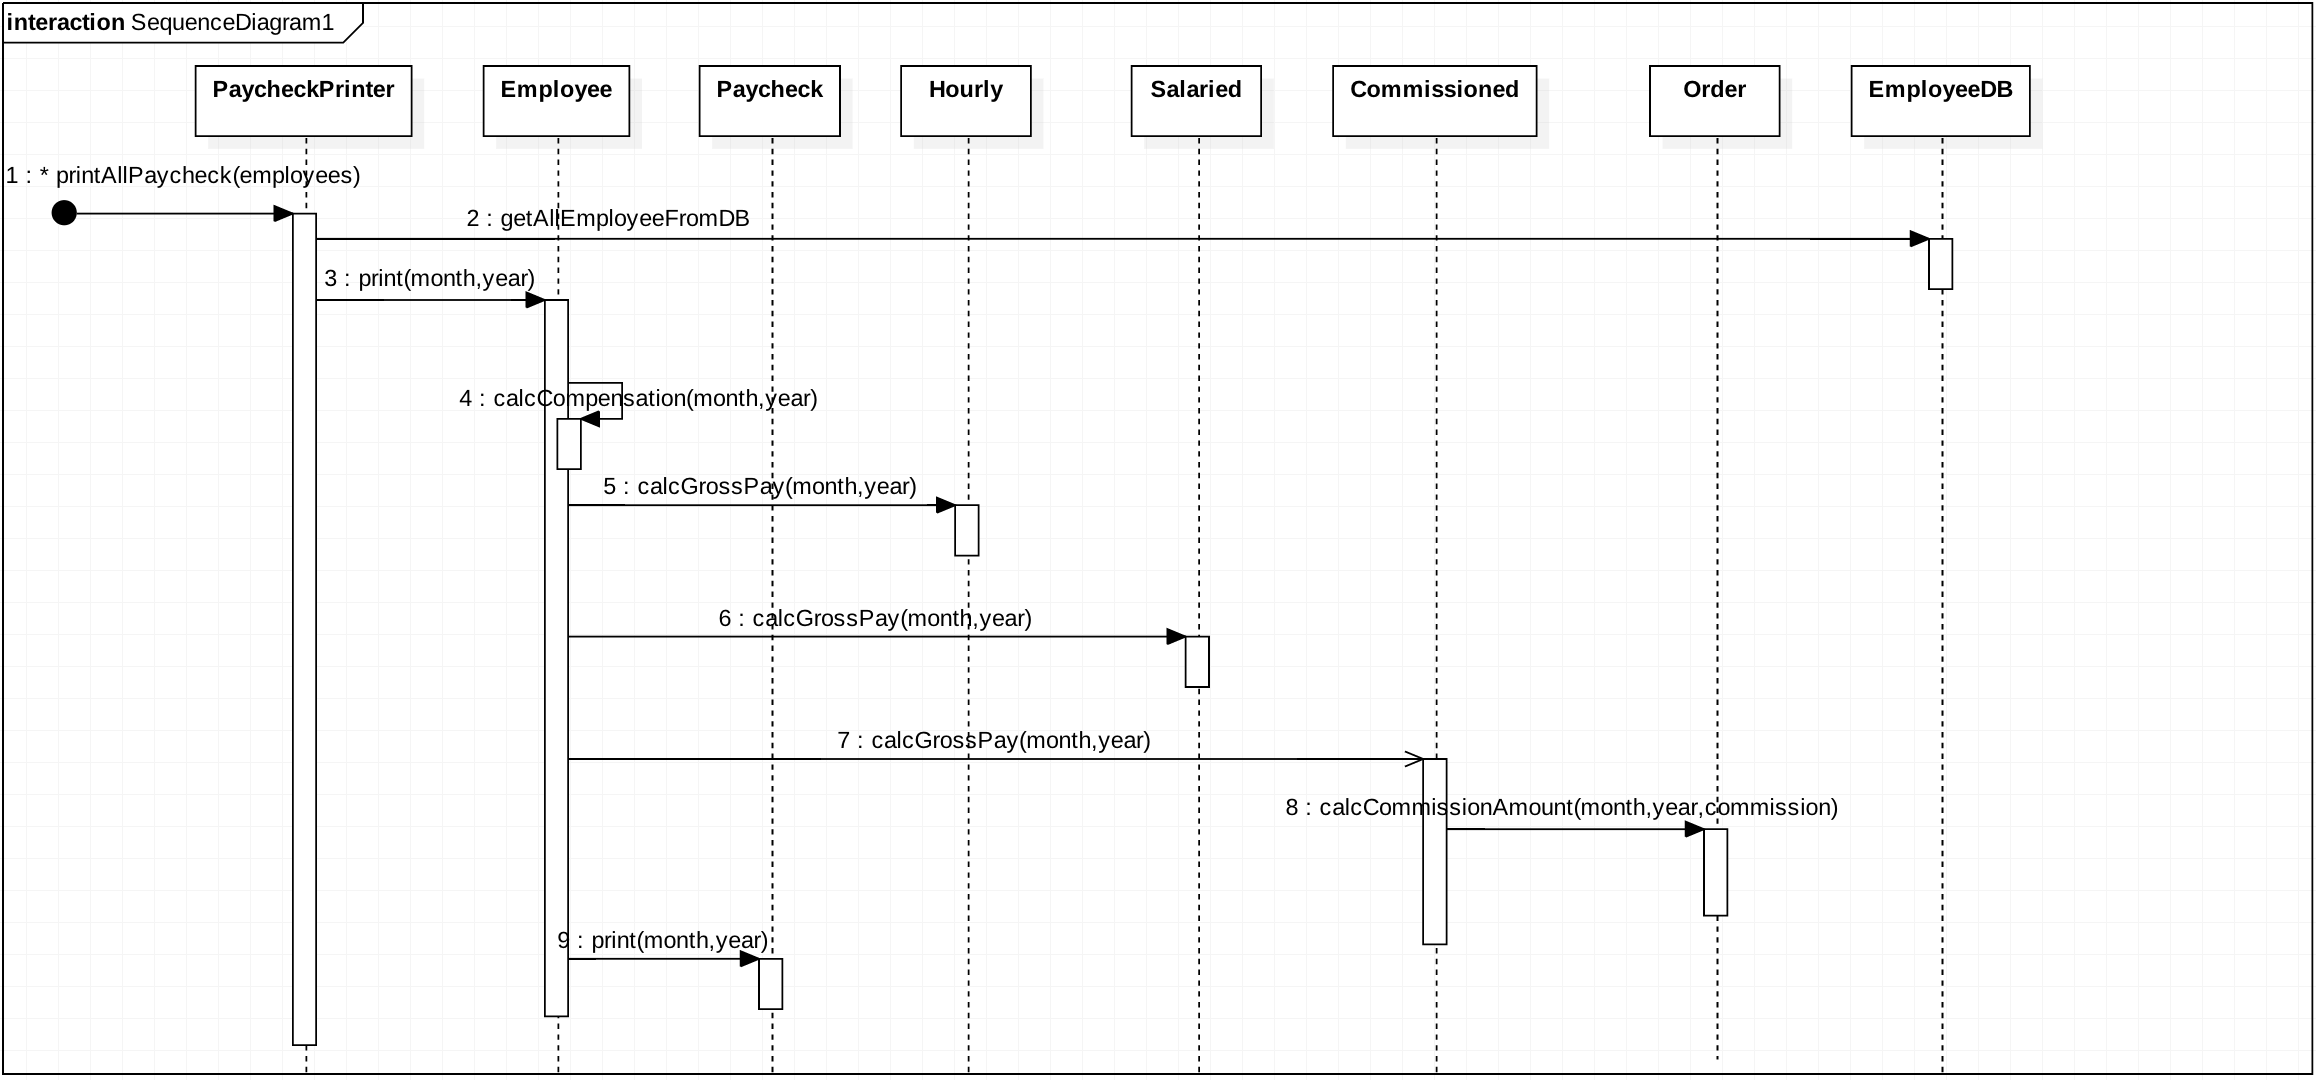 interaction SequenceDiagram1
PaycheckPrinter
Employee
Paycheck
Hourly
Salaried
Commissioned
Order
EmployeeDB
1 : * printAllPaycheck(employees)
2 : getAllEmployeeFromDB
3 : print(month,year)
4 : calcCompensation(month,year)
5 : calcGrossPay(month,year)
6 : calcGrossPay(month,year)
7 : calcGrossPay(month,year)
8 : calcCommissionAmount(month,year,commission)
9 : print(month,year)